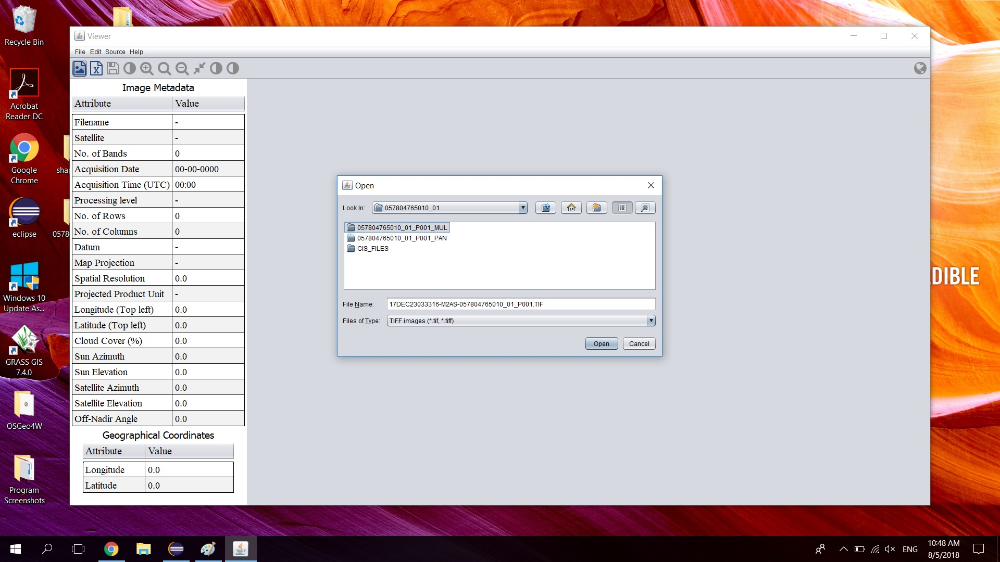 Recycle Bin
Acrobat
Reader DC
Google
Chrome
shap
eclipse
0578
Windows 10
Update As...
GRASS GIS
7.4.0
OSGeo4W
Program
Screenshots
Viewer
File Edit Source Help
Image Metadata
Attribute Value
Filename -
Satellite -
No. of Bands 0
Acquisition Date 00-00-0000
Acquisition Time (UTC) 00:00
Processing level -
No. of Rows 0
No. of Columns 0
Datum -
Map Projection -
Spatial Resolution 0.0
Projected Product Unit -
Longitude (Top left) 0.0
Latitude (Top left) 0.0
Cloud Cover (%) 0.0
Sun Azimuth 0.0
Sun Elevation 0.0
Satellite Azimuth 0.0
Satellite Elevation 0.0
Off-Nadir Angle 0.0
Geographical Coordinates
Attribute Value
Longitude 0.0
Latitude 0.0
Open
Look In: 057804765010_01
057804765010_01_P001_MUL
057804765010_01_P001_PAN
GIS_FILES
File Name: 17DEC23033316-M2AS-057804765010_01_P001.TIF
Files of Type: TIFF images (*.tif, *.tiff)
Open Cancel
DIBLE
ENG
10:48 AM
8/5/2018